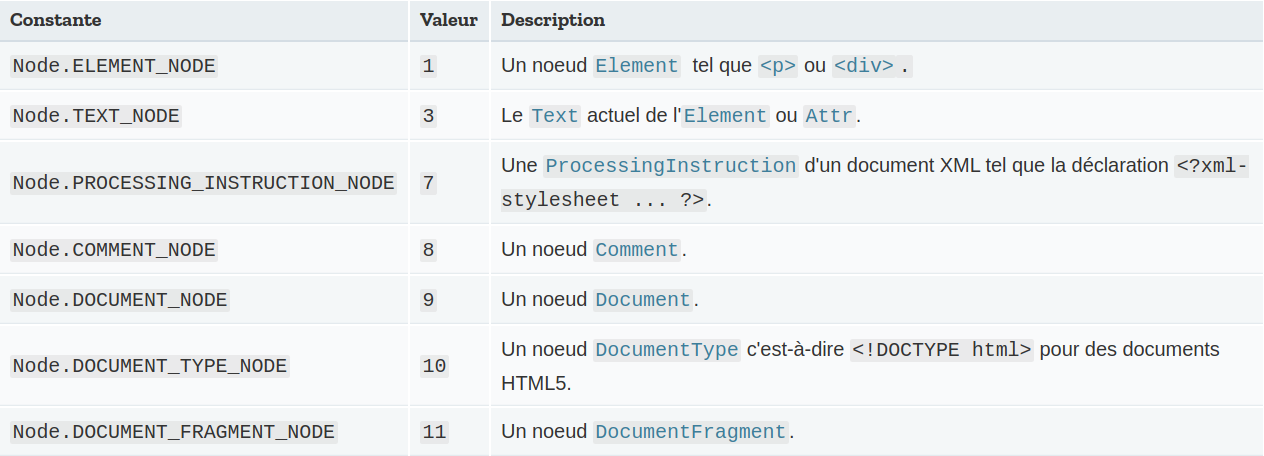 Constante Valeur Description
Node.ELEMENT_NODE 1 Un noeud Element tel que <p> ou <div> .
Node.TEXT_NODE 3 Le Text actuel de l'Element ou Attr.
Node.PROCESSING_INSTRUCTION_NODE 7 Une ProcessingInstruction d'un document XML tel que la déclaration <?xml-
stylesheet ... ?>.
Node.COMMENT_NODE 8 Un noeud Comment.
Node.DOCUMENT_NODE 9 Un noeud Document.
Node.DOCUMENT_TYPE_NODE 10 Un noeud DocumentType c'est-à-dire <!DOCTYPE html> pour des documents
HTML5.
Node.DOCUMENT_FRAGMENT_NODE 11 Un noeud DocumentFragment.